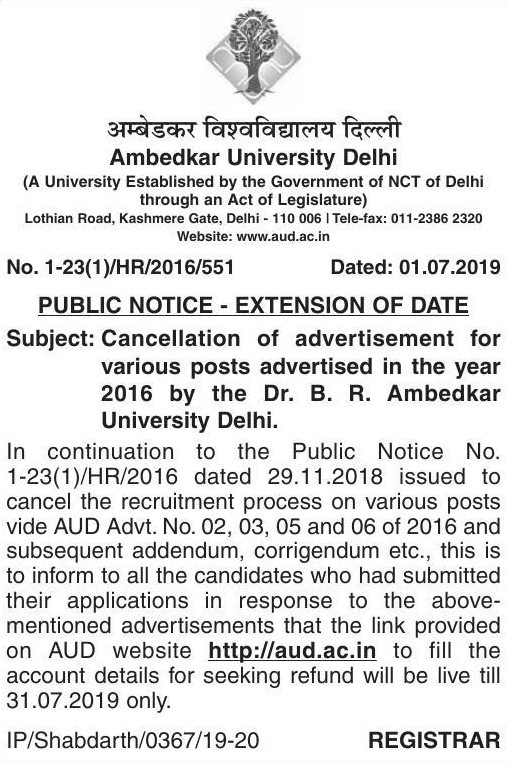 अम्बेडकर विश्वविद्यालय दिल्ली
Ambedkar University Delhi
(A University Established by the Government of NCT of Delhi
through an Act of Legislature)
Lothian Road, Kashmere Gate, Delhi - 110 006 | Tele-fax: 011-2386 2320
Website: www.aud.ac.in
No. 1-23(1)/HR/2016/551 Dated: 01.07.2019
PUBLIC NOTICE - EXTENSION OF DATE
Subject: Cancellation of advertisement for
various posts advertised in the year
2016 by the Dr. B. R. Ambedkar
University Delhi.
In continuation to the Public Notice No.
1-23(1)/HR/2016 dated 29.11.2018 issued to
cancel the recruitment process on various posts
vide AUD Advt. No. 02, 03, 05 and 06 of 2016 and
subsequent addendum, corrigendum etc., this is
to inform to all the candidates who had submitted
their applications in response to the above-
mentioned advertisements that the link provided
on AUD website http://aud.ac.in to fill the
account details for seeking refund will be live till
31.07.2019 only.
IP/Shabdarth/0367/19-20 REGISTRAR